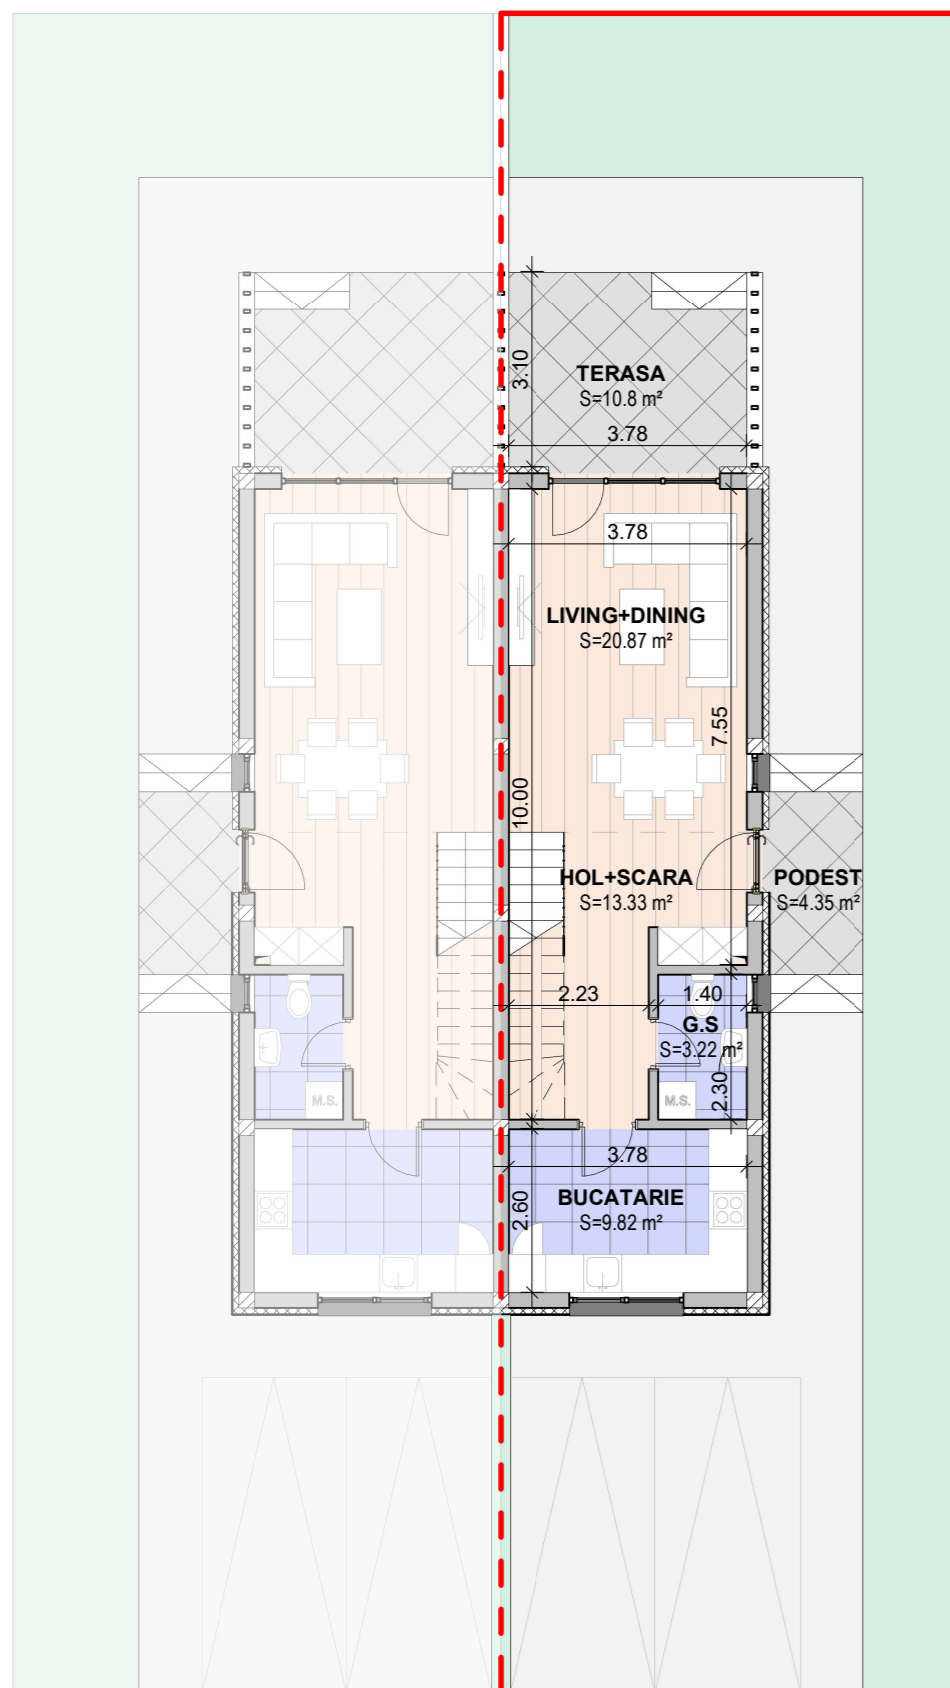 3.10
TERASA
S=10.8 m²
3.78
3.78
LIVING+DINING
S=20.87 m²
7.55
10.00
HOL+SCARA
S=13.33 m²
PODEST
S=4.35 m²
2.23
1.40
G.S
S=3.22 m²
2.30
M.S.
M.S.
3.78
BUCATARIE
S=9.82 m²
2.60